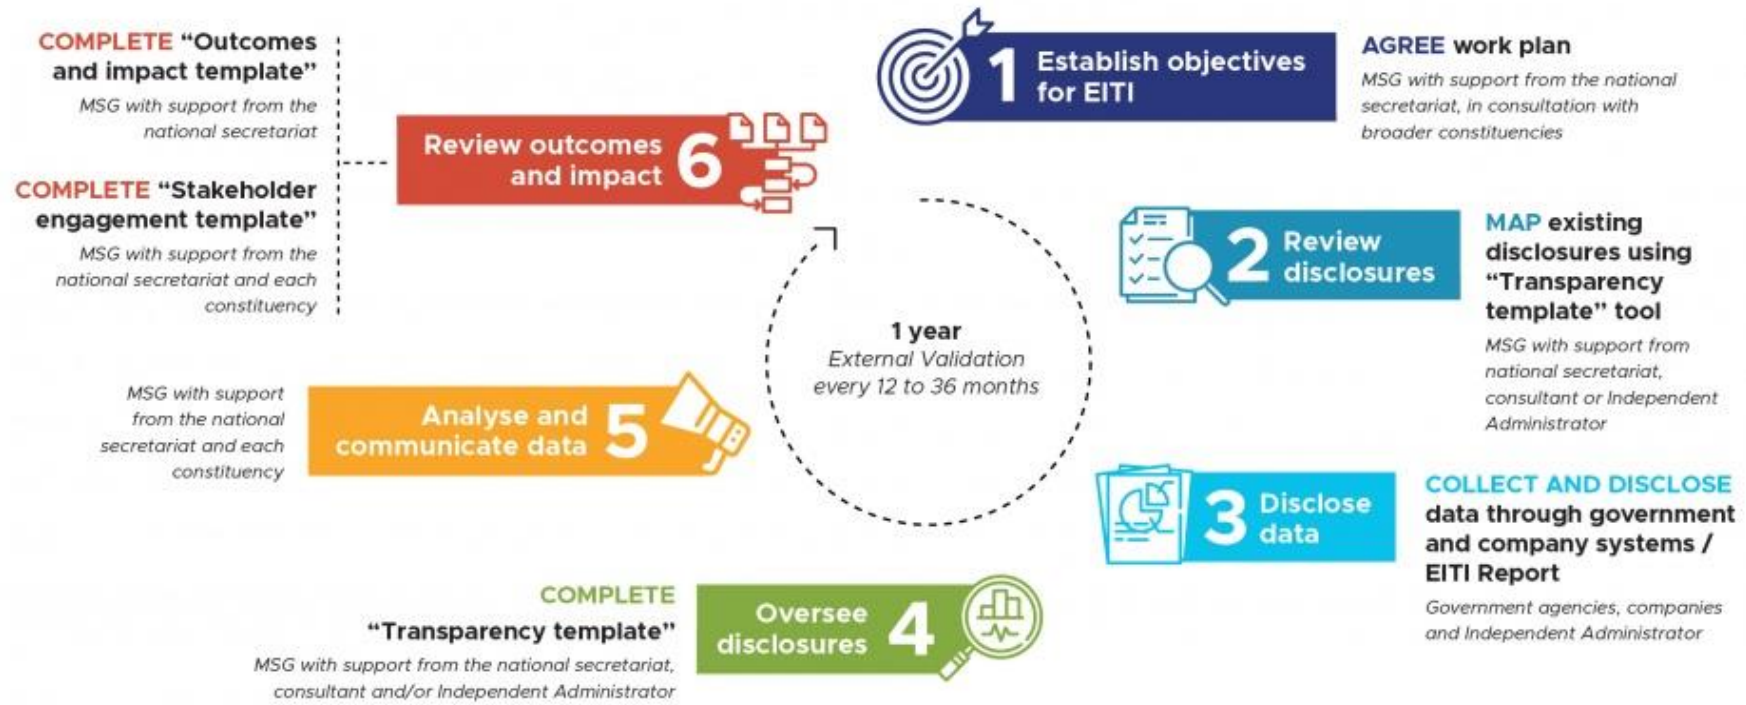 1
Establish objectives
for EITI
AGREE work plan
MSG with support from the national
secretariat, in consultation with
broader constituencies
2
Review
disclosures
MAP existing
disclosures using
“Transparency
template” tool
MSG with support from
national secretariat,
consultant or Independent
Administrator
3
Disclose
data
COLLECT AND DISCLOSE
data through government
and company systems /
EITI Report
Government agencies, companies
and Independent Administrator
Oversee
disclosures
4
COMPLETE
“Transparency template”
MSG with support from the national secretariat,
consultant and/or Independent Administrator
Analyse and
communicate data
5
MSG with support
from the national
secretariat and each
constituency
Review outcomes
and impact
6
COMPLETE “Outcomes
and impact template”
MSG with support from the
national secretariat
COMPLETE “Stakeholder
engagement template”
MSG with support from the
national secretariat and each
constituency
1 year
External Validation
every 12 to 36 months